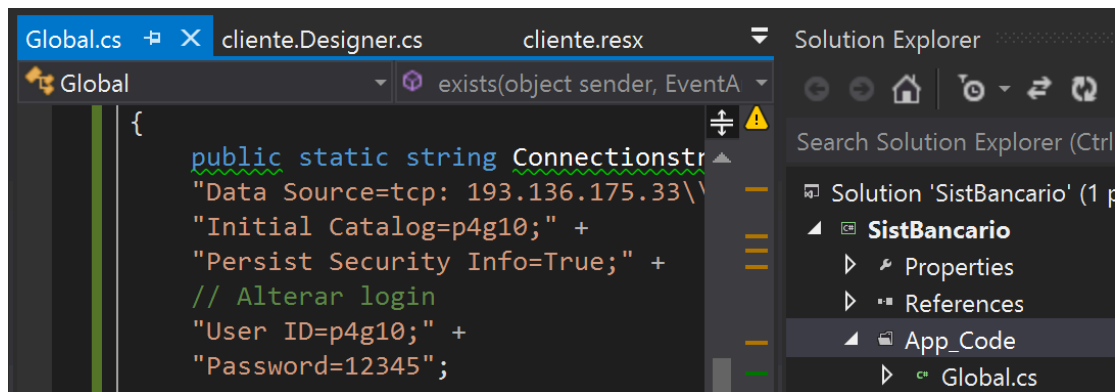 Global.cs cliente.Designer.cs cliente.resx
Global exists(object sender, EventA
{
public static string Connectionstr
"Data Source=tcp: 193.136.175.33\\
"Initial Catalog=p4g10;" +
"Persist Security Info=True;" +
// Alterar login
"User ID=p4g10;" +
"Password=12345";
Solution Explorer
Search Solution Explorer (Ctrl
Solution 'SistBancario' (1 p
SistBancario
Properties
References
App_Code
Global.cs